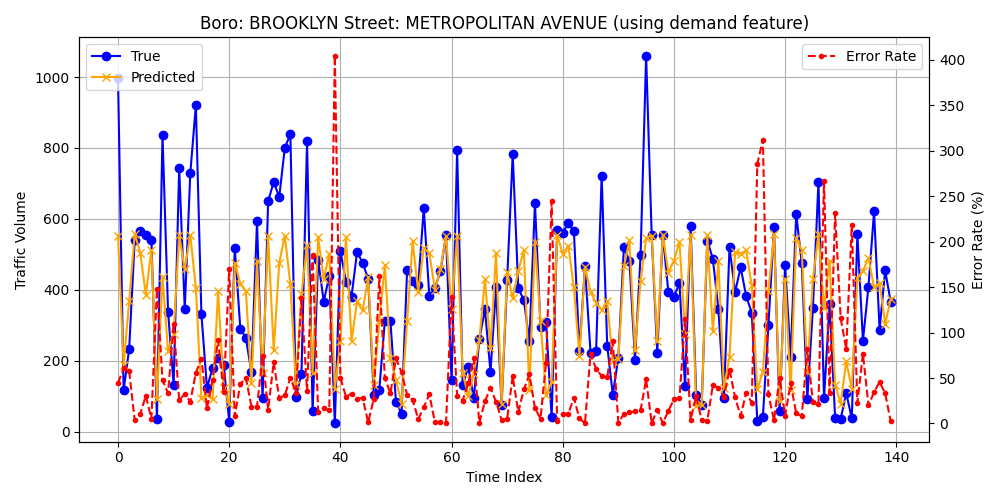 Boro: BROOKLYN Street: METROPOLITAN AVENUE (using demand feature)
True
Predicted
Error Rate
1000
800
600
400
200
0
Traffic Volume
400
350
300
250
200
150
100
50
0
Error Rate (%)
0 20 40 60 80 100 120 140
Time Index